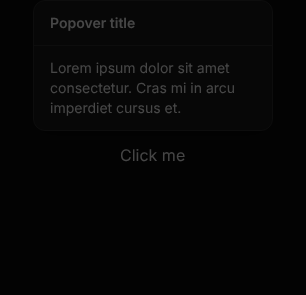 Popover title
Lorem ipsum dolor sit amet
consectetur. Cras mi in arcu
imperdiet cursus et.
Click me